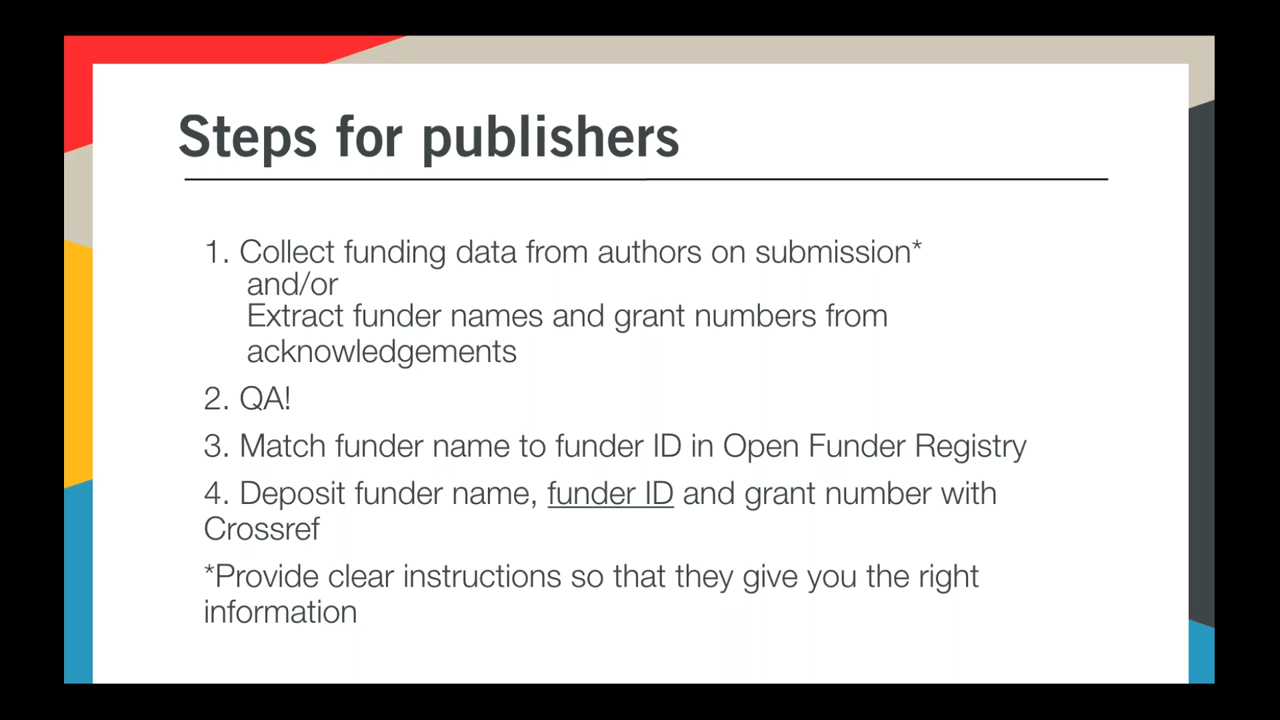 Steps for publishers
1. Collect funding data from authors on submission*
and/or
Extract funder names and grant numbers from
acknowledgements
2. QA!
3. Match funder name to funder ID in Open Funder Registry
4. Deposit funder name, funder ID and grant number with
Crossref
*Provide clear instructions so that they give you the right
information